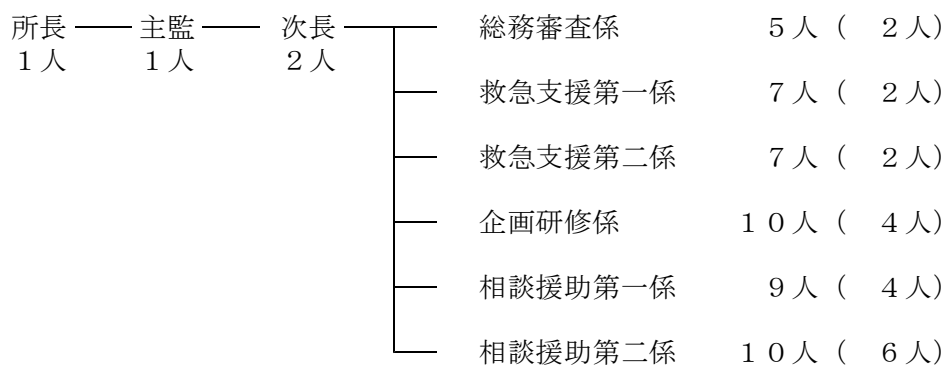 所長 主監 次長 総務審査係 5人( 2人)
1人 1人 2人
救急支援第一係 7人( 2人)
救急支援第二係 7人( 2人)
企画研修係 10人( 4人)
相談援助第一係 9人( 4人)
相談援助第二係 10人( 6人)